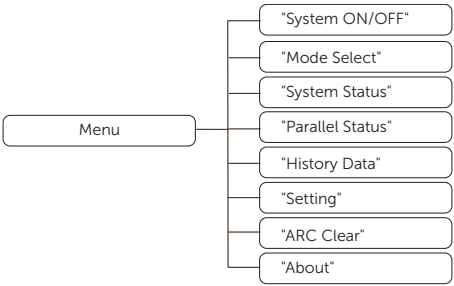 "System ON/OFF"
"Mode Select"
"System Status"
Menu
"Parallel Status"
"History Data"
"Setting"
"ARC Clear"
"About"